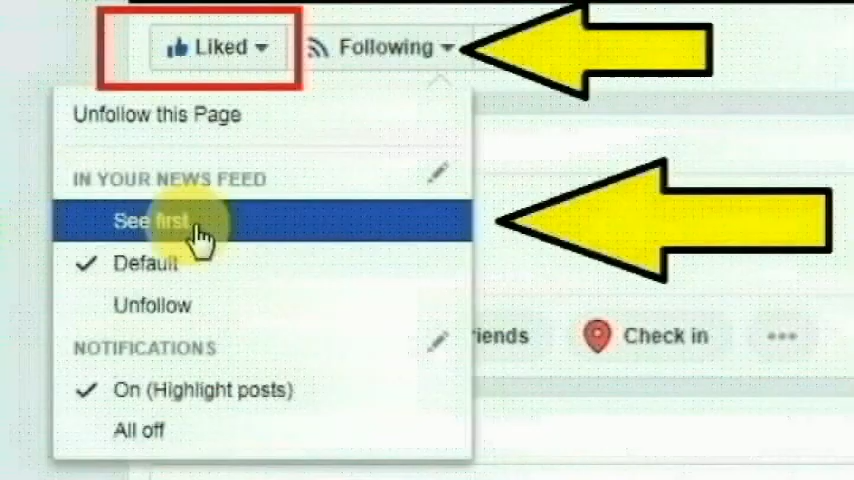 Liked Following
Unfollow this Page
IN YOUR NEWS FEED
See first
Default
Unfollow
NOTIFICATIONS
riends Check in
On (Highlight posts)
All off